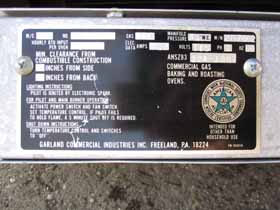 M/C
HOURLY BTU INPUT
PER OVEN
GAS
ELEC
DATA AMPS
MANIFOLD
PRESSURE
VOLTS
PH
MIN. CLEARANCE FROM
COMBUSTIBLE CONSTRUCTION
INCHES FROM SIDE
INCHES FROM BACK
ANSZ83
COMMERCIAL GAS
BAKING AND ROASTING
OVENS.
LIGHTING INSTRUCTIONS
PILOT IS IGNITED BY ELECTRONIC SPARK
FOR PILOT AND MAIN BURNER OPERATION
ACTIVATE POWER SWITCH AND FAN SWITCH
SET TEMPERATURE CONTROL. IF PILOT FAILS
TO HOLD FLAME, A 5 MINUTE SHUT OFF IS REQUIRED.
SHUT DOWN INSTRUCTIONS
TURN TEMPERATURE CONTROL AND SWITCHES
TO "OFF"
INTENDED FOR
OTHER THAN
HOUSEHOLD USE
GARLAND COMMERCIAL INDUSTRIES INC. FREELAND, PA. 18224